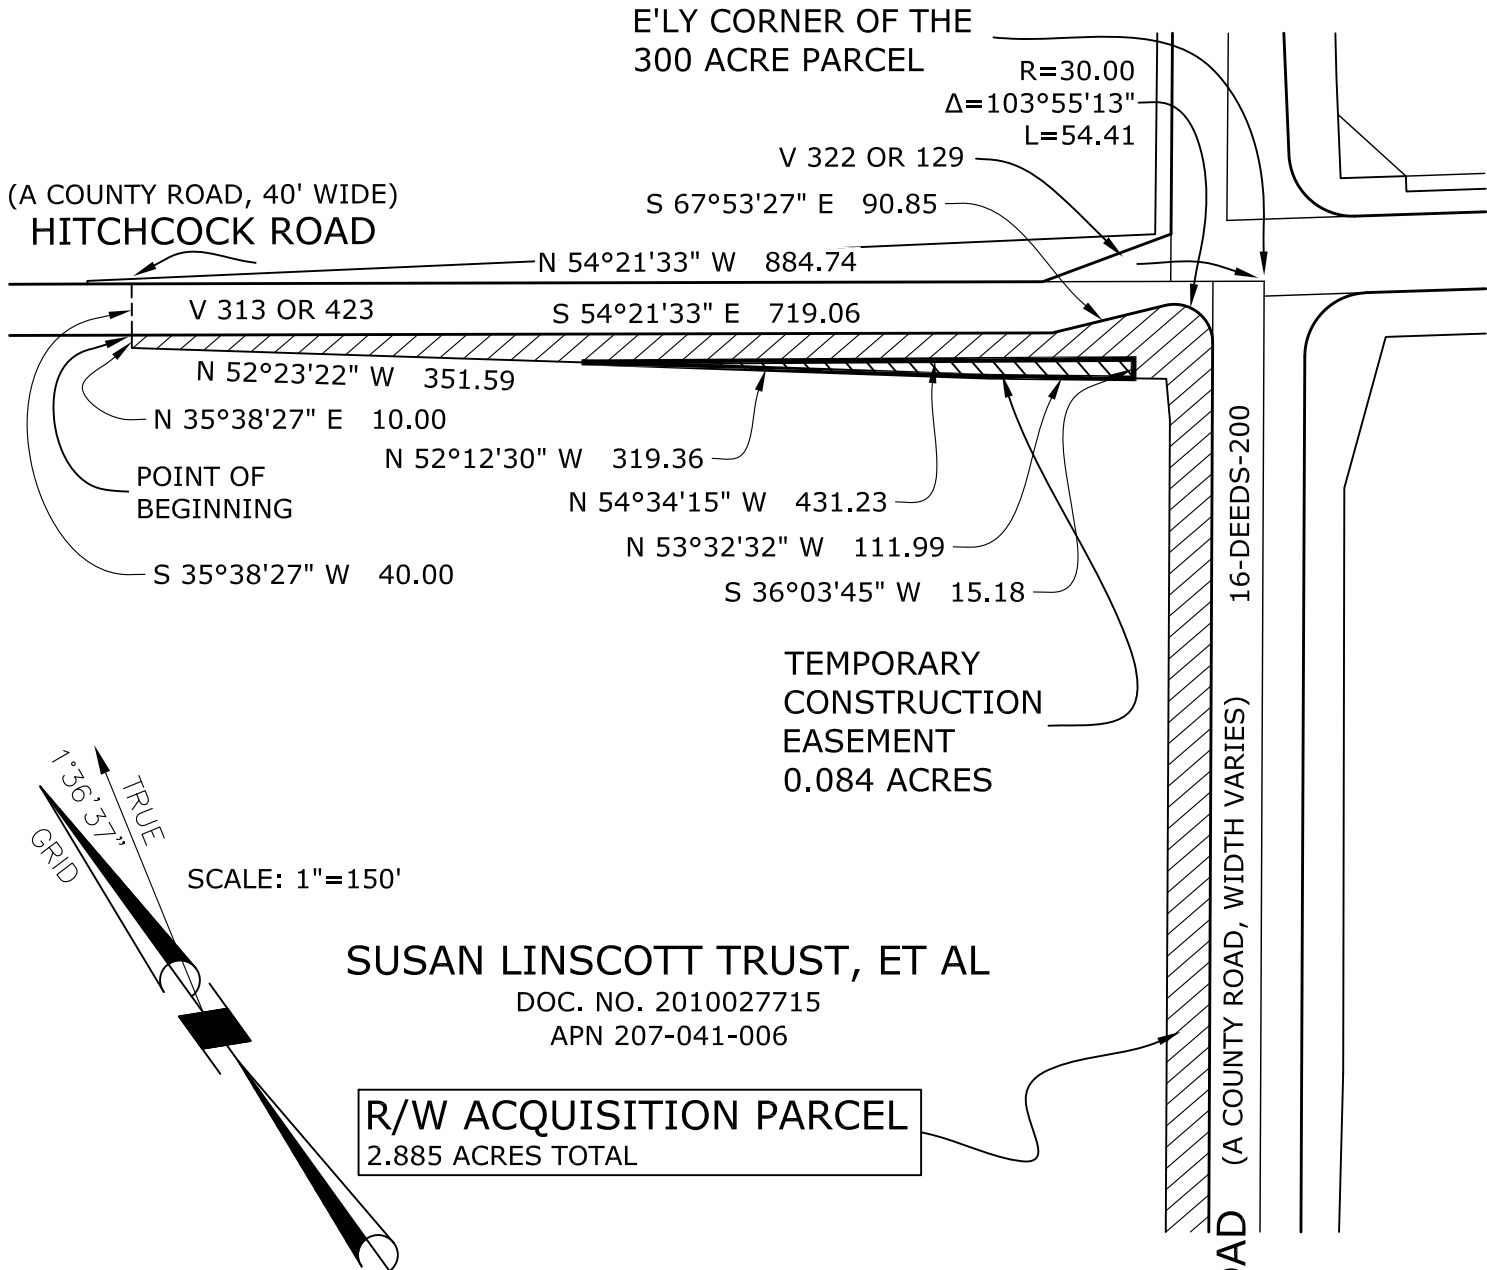 E'LY CORNER OF THE
300 ACRE PARCEL
R=30.00
Δ=103°55'13"
L=54.41
V 322 OR 129
(A COUNTY ROAD, 40' WIDE)
HITCHCOCK ROAD
S 67°53'27" E 90.85
N 54°21'33" W 884.74
V 313 OR 423
S 54°21'33" E 719.06
N 52°23'22" W 351.59
N 35°38'27" E 10.00
N 52°12'30" W 319.36
POINT OF
BEGINNING
N 54°34'15" W 431.23
N 53°32'32" W 111.99
S 35°38'27" W 40.00
S 36°03'45" W 15.18
16-DEEDS-200
TEMPORARY
CONSTRUCTION
EASEMENT
0.084 ACRES
(A COUNTY ROAD, WIDTH VARIES)
TRUE
1°36'37"
GRID
SCALE: 1"=150'
SUSAN LINSCOTT TRUST, ET AL
DOC. NO. 2010027715
APN 207-041-006
R/W ACQUISITION PARCEL
2.885 ACRES TOTAL